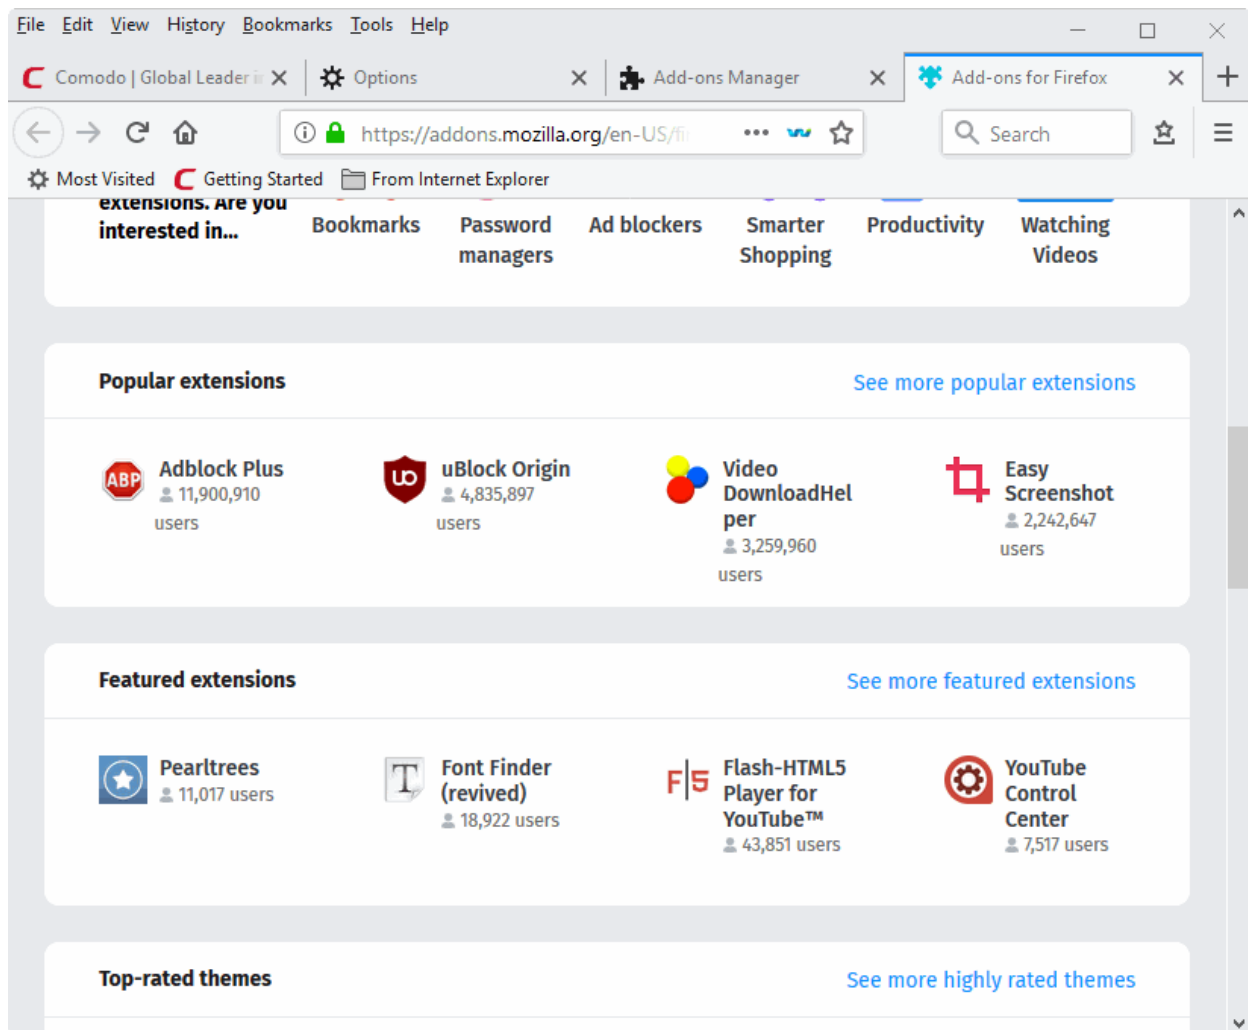 File Edit View History Bookmarks Tools Help
Comodo | Global Leader in Options Add-ons Manager Add-ons for Firefox
https://addons.mozilla.org/en-US/fi Search
Most Visited Getting Started From Internet Explorer
extensions. Are you
interested in...
Bookmarks
Password
managers
Ad blockers
Smarter
Shopping
Productivity
Watching
Videos
Popular extensions
See more popular extensions
ABP
Adblock Plus
11,900,910
users
uBlock Origin
4,835,897
users
Video
DownloadHel
per
3,259,960
users
Easy
Screenshot
2,242,647
users
Featured extensions
See more featured extensions
Pearltrees
11,017 users
T
Font Finder
(revived)
18,922 users
F|5
Flash-HTML5
Player for
YouTube™
43,851 users
YouTube
Control
Center
7,517 users
Top-rated themes
See more highly rated themes